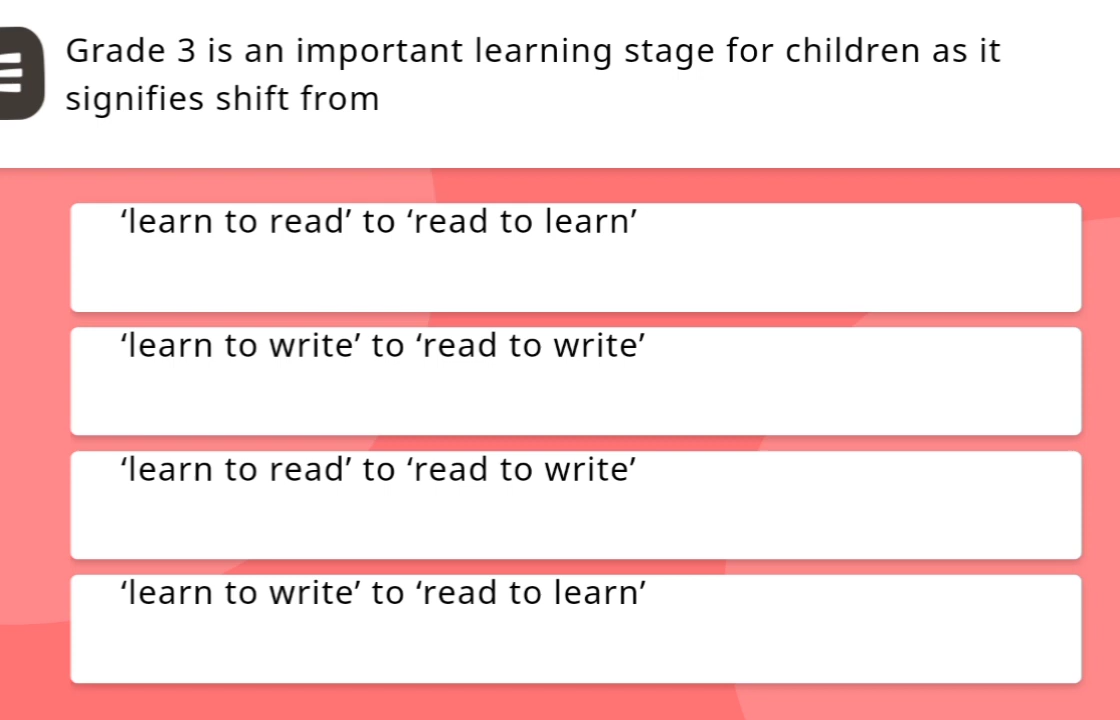 Grade 3 is an important learning stage for children as it
signifies shift from
‘learn to read’ to ‘read to learn’
‘learn to write’ to ‘read to write’
‘learn to read’ to ‘read to write’
‘learn to write’ to ‘read to learn’